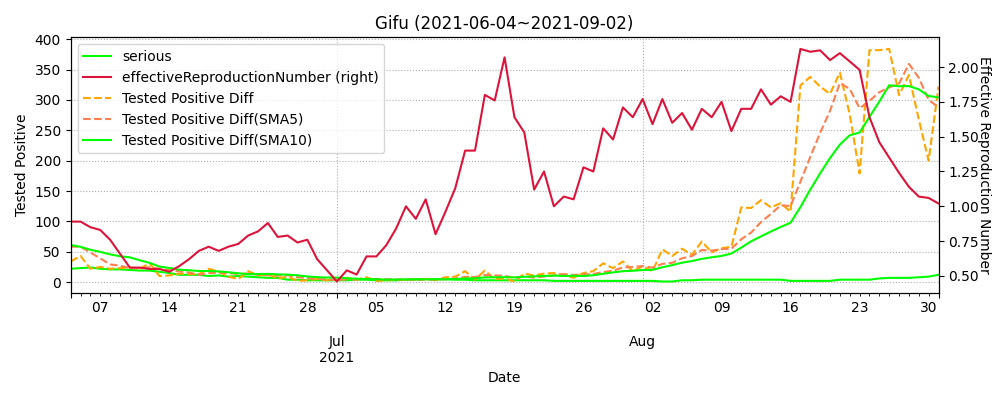 Gifu (2021-06-04~2021-09-02)
serious
effectiveReproductionNumber (right)
Tested Positive Diff
Tested Positive Diff(SMA5)
Tested Positive Diff(SMA10)
Tested Positive
400
350
300
250
200
150
100
50
0
Effective Reproduction Number
2.00
1.75
1.50
1.25
1.00
0.75
0.50
07
14
21
28
05
12
19
26
02
09
16
23
30
Jul
2021
Aug
Date